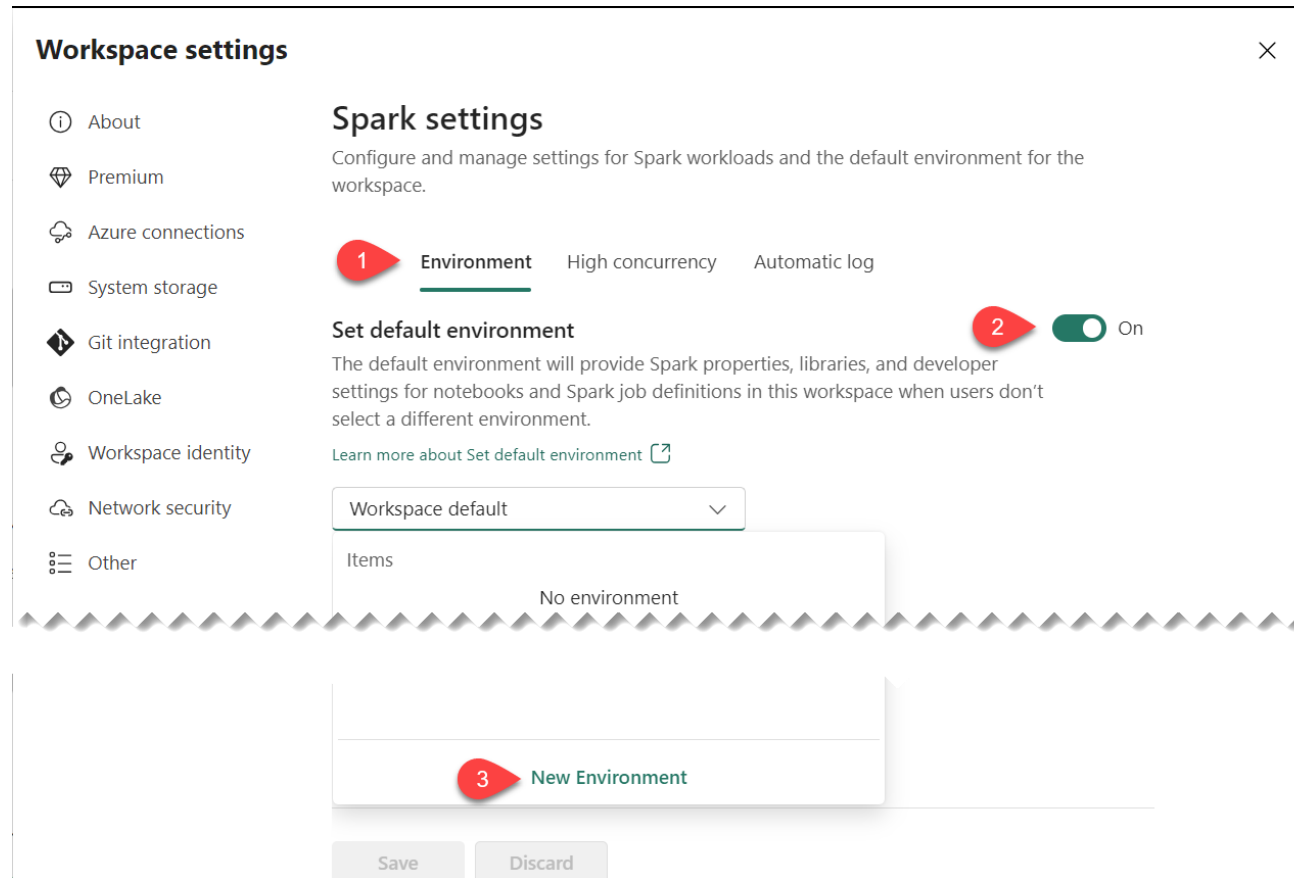 Workspace settings
About
Premium
Azure connections
System storage
Git integration
OneLake
Workspace identity
Network security
Other
Spark settings
Configure and manage settings for Spark workloads and the default environment for the
workspace.
1 Environment High concurrency Automatic log
Set default environment
2 On
The default environment will provide Spark properties, libraries, and developer
settings for notebooks and Spark job definitions in this workspace when users don't
select a different environment.
Learn more about Set default environment
Workspace default
Items
No environment
3 New Environment
Save Discard